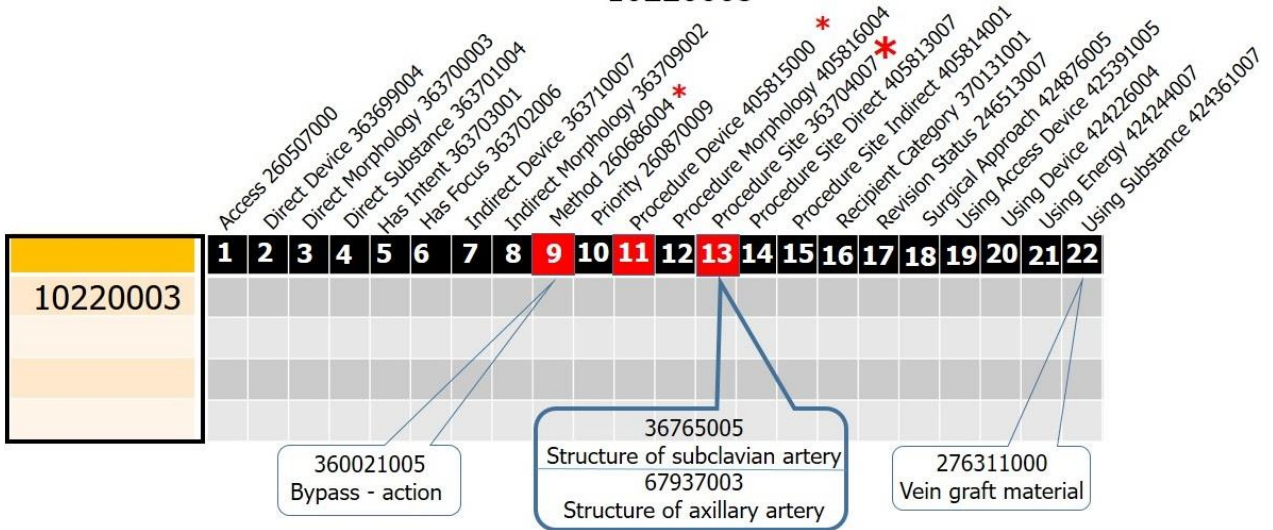 Access 260507000
Direct Device 363699004
Direct Morphology 363700003
Direct Substance 363701004
Has Intent 363703001
Has Focus 363702006
Indirect Device 363710007
Indirect Morphology 363709002
Method 260686004 *
Priority 260870009
Procedure Device 405815000 *
Procedure Morphology 405816004
Procedure Site 363704007 *
Procedure Site Direct 405813007
Procedure Site Indirect 405814001
Recipient Category 370131001
Revision Status 246513007
Surgical Approach 424876005
Using Access Device 425391005
Using Device 424226004
Using Energy 424244007
Using Substance 424361007
1 2 3 4 5 6 7 8 9 10 11 12 13 14 15 16 17 18 19 20 21 22
10220003
360021005
Bypass - action
36765005
Structure of subclavian artery
67937003
Structure of axillary artery
276311000
Vein graft material